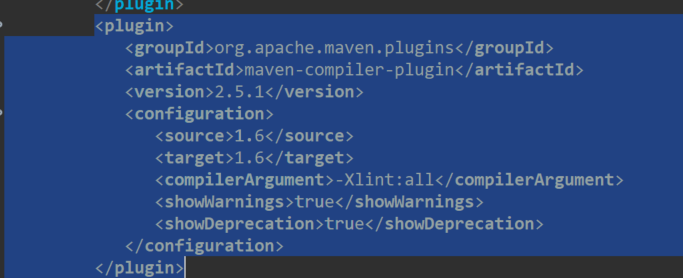 </plugin>
<plugin>
<groupId>org.apache.maven.plugins</groupId>
<artifactId>maven-compiler-plugin</artifactId>
<version>2.5.1</version>
<configuration>
<source>1.6</source>
<target>1.6</target>
<compilerArgument>-Xlint:all</compilerArgument>
<showWarnings>true</showWarnings>
<showDeprecation>true</showDeprecation>
</configuration>
</plugin>